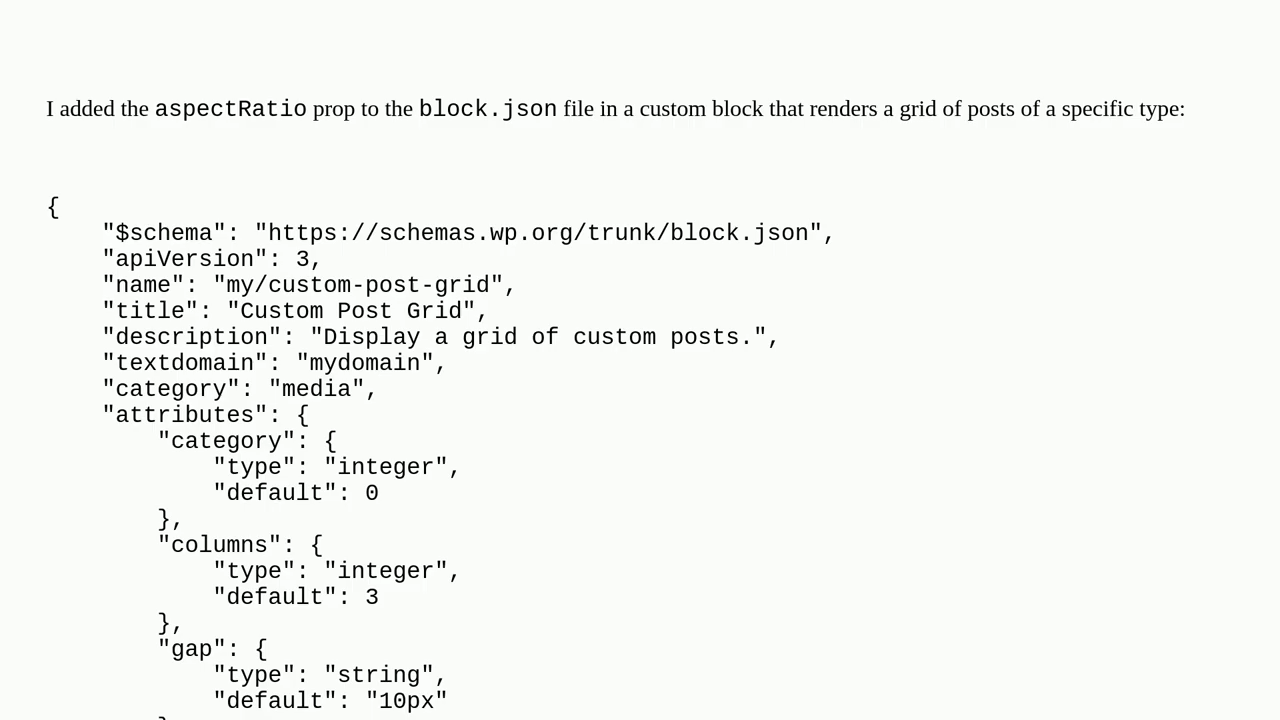 I added the aspectRatio prop to the block.json file in a custom block that renders a grid of posts of a specific type:
{
    "$schema": "https://schemas.wp.org/trunk/block.json",
    "apiVersion": 3,
    "name": "my/custom-post-grid",
    "title": "Custom Post Grid",
    "description": "Display a grid of custom posts.",
    "textdomain": "mydomain",
    "category": "media",
    "attributes": {
        "category": {
            "type": "integer",
            "default": 0
        },
        "columns": {
            "type": "integer",
            "default": 3
        },
        "gap": {
            "type": "string",
            "default": "10px"